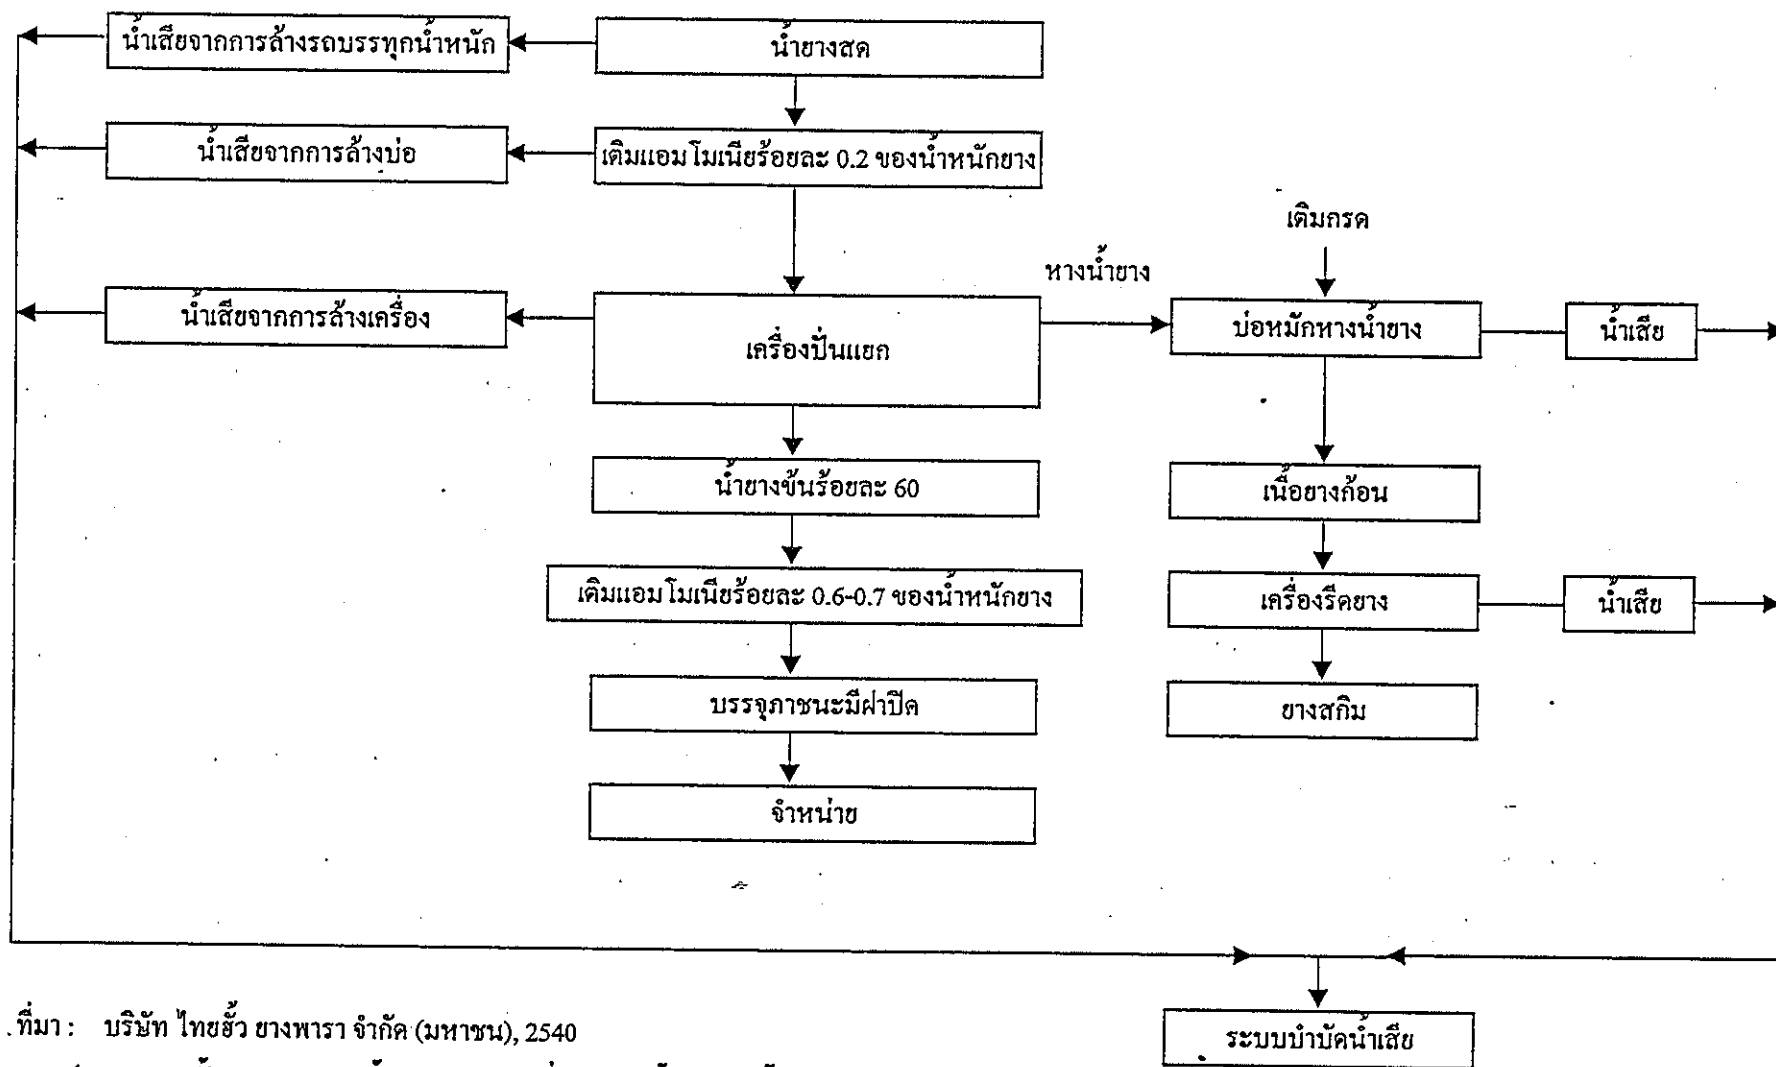 น้ำเสียจากการล้างรถบรรทุกน้ำหนัก
น้ำยางสด
น้ำเสียจากการล้างบ่อ
เติมแอมโมเนียร้อยละ 0.2 ของน้ำหนักยาง
เติมกรด
หางน้ำยาง
น้ำเสียจากการล้างเครื่อง
เครื่องปั่นแยก
บ่อหมักหางน้ำยาง
น้ำเสีย
น้ำยางข้นร้อยละ 60
เนื้อยางก้อน
เติมแอมโมเนียร้อยละ 0.6-0.7 ของน้ำหนักยาง
เครื่องรีดยาง
น้ำเสีย
บรรจุภาชนะมีฝาปิด
ยางสกิม
จำหน่าย
ที่มา : บริษัท ไทยฮั้ว ยางพารา จำกัด (มหาชน), 2540
ระบบบำบัดน้ำเสีย